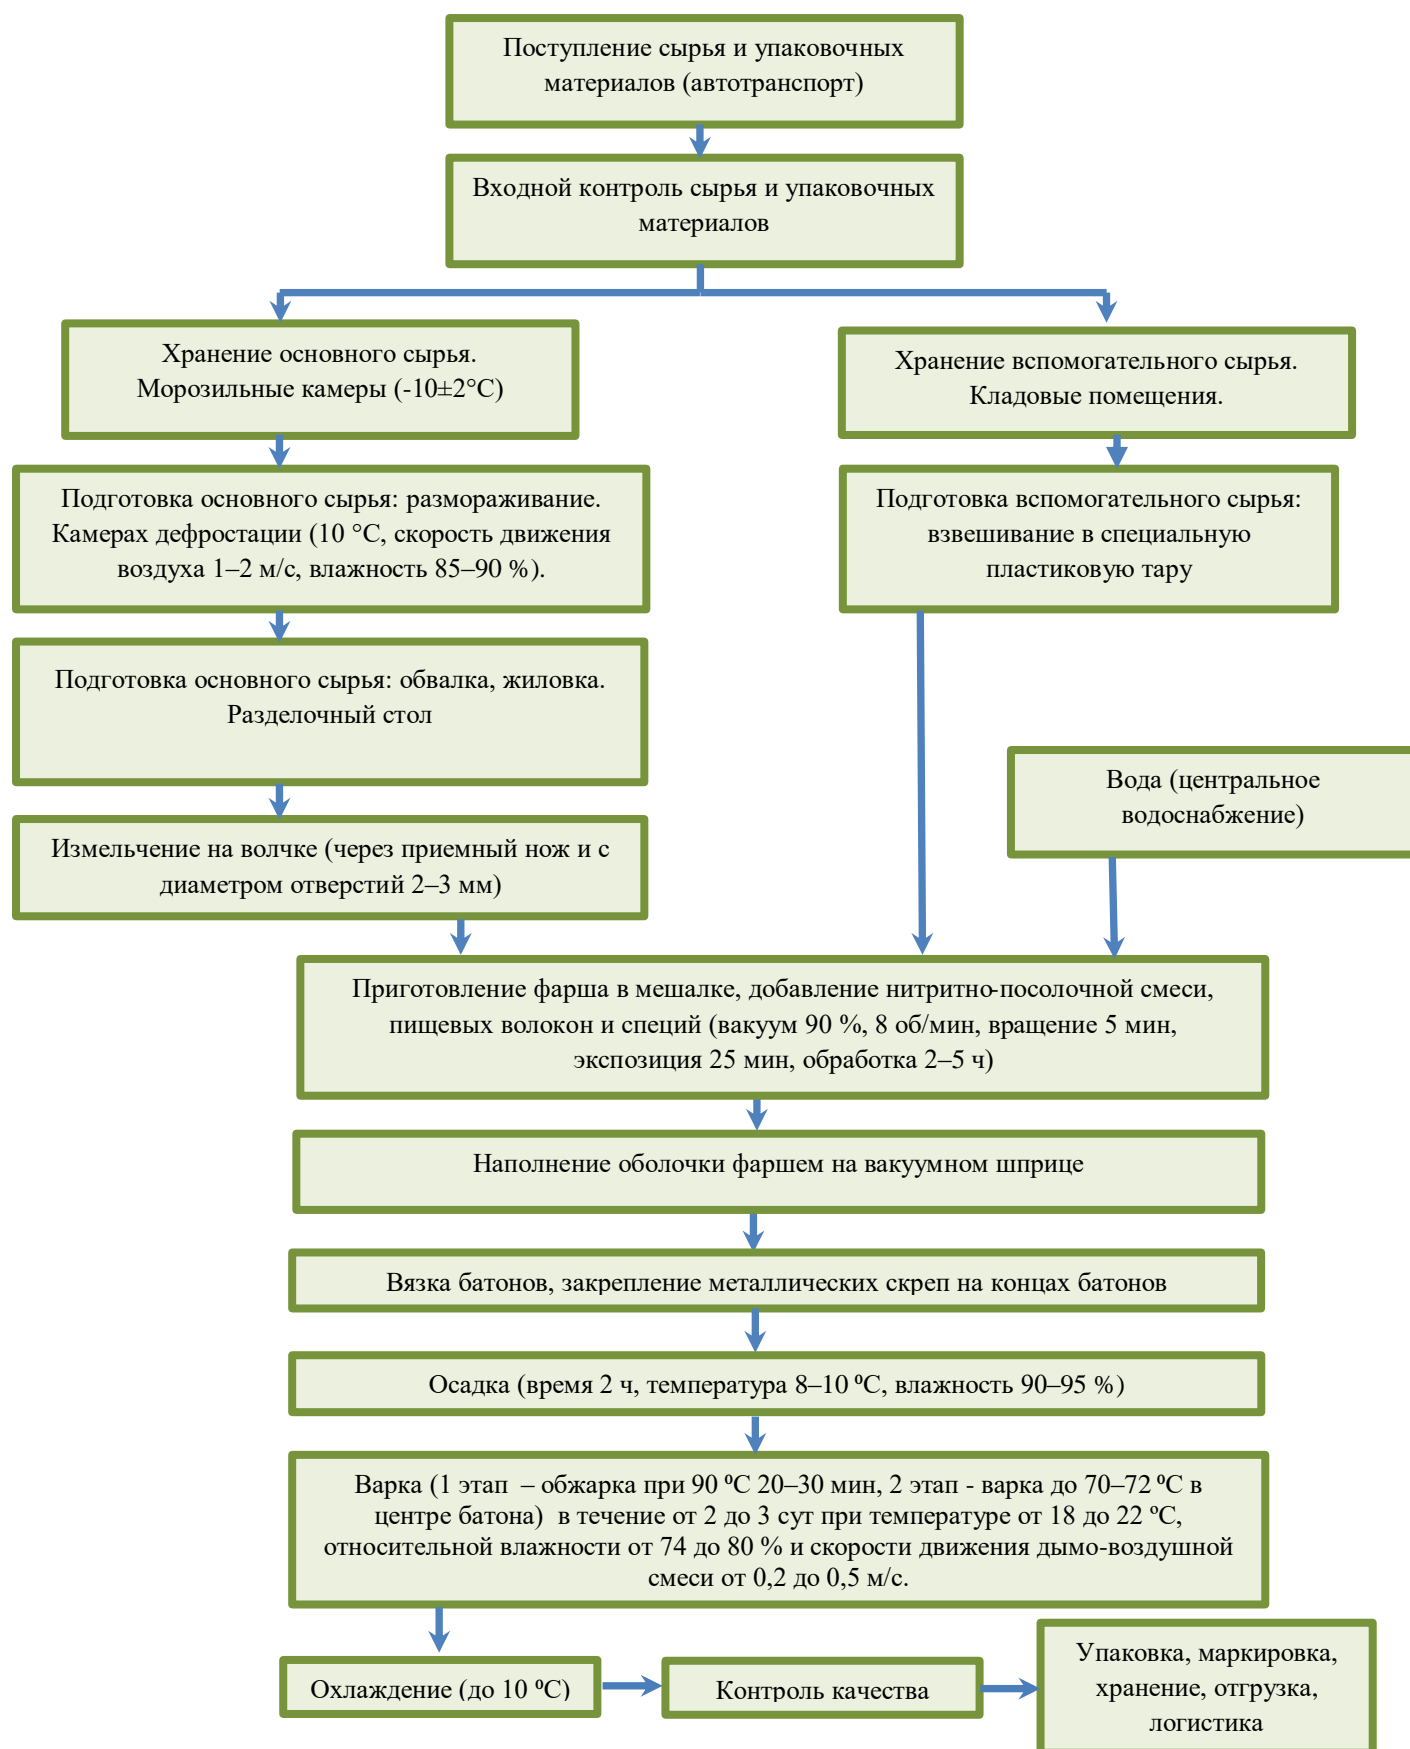 Поступление сырья и упаковочных
материалов (автотранспорт)
Входной контроль сырья и упаковочных
материалов
Хранение основного сырья.
Морозильные камеры (-10±2°С)
Хранение вспомогательного сырья.
Кладовые помещения.
Подготовка основного сырья: размораживание.
Камерах дефростации (10 °С, скорость движения
воздуха 1–2 м/с, влажность 85–90 %).
Подготовка вспомогательного сырья:
взвешивание в специальную
пластиковую тару
Подготовка основного сырья: обвалка, жиловка.
Разделочный стол
Вода (центральное
водоснабжение)
Измельчение на волчке (через приемный нож и с
диаметром отверстий 2–3 мм)
Приготовление фарша в мешалке, добавление нитритно-посолочной смеси,
пищевых волокон и специй (вакуум 90 %, 8 об/мин, вращение 5 мин,
экспозиция 25 мин, обработка 2–5 ч)
Наполнение оболочки фаршем на вакуумном шприце
Вязка батонов, закрепление металлических скреп на концах батонов
Осадка (время 2 ч, температура 8–10 ºС, влажность 90–95 %)
Варка (1 этап – обжарка при 90 ºС 20–30 мин, 2 этап - варка до 70–72 ºС в
центре батона) в течение от 2 до 3 сут при температуре от 18 до 22 ºС,
относительной влажности от 74 до 80 % и скорости движения дымо-воздушной
смеси от 0,2 до 0,5 м/с.
Охлаждение (до 10 ºС)
Контроль качества
Упаковка, маркировка,
хранение, отгрузка,
логистика